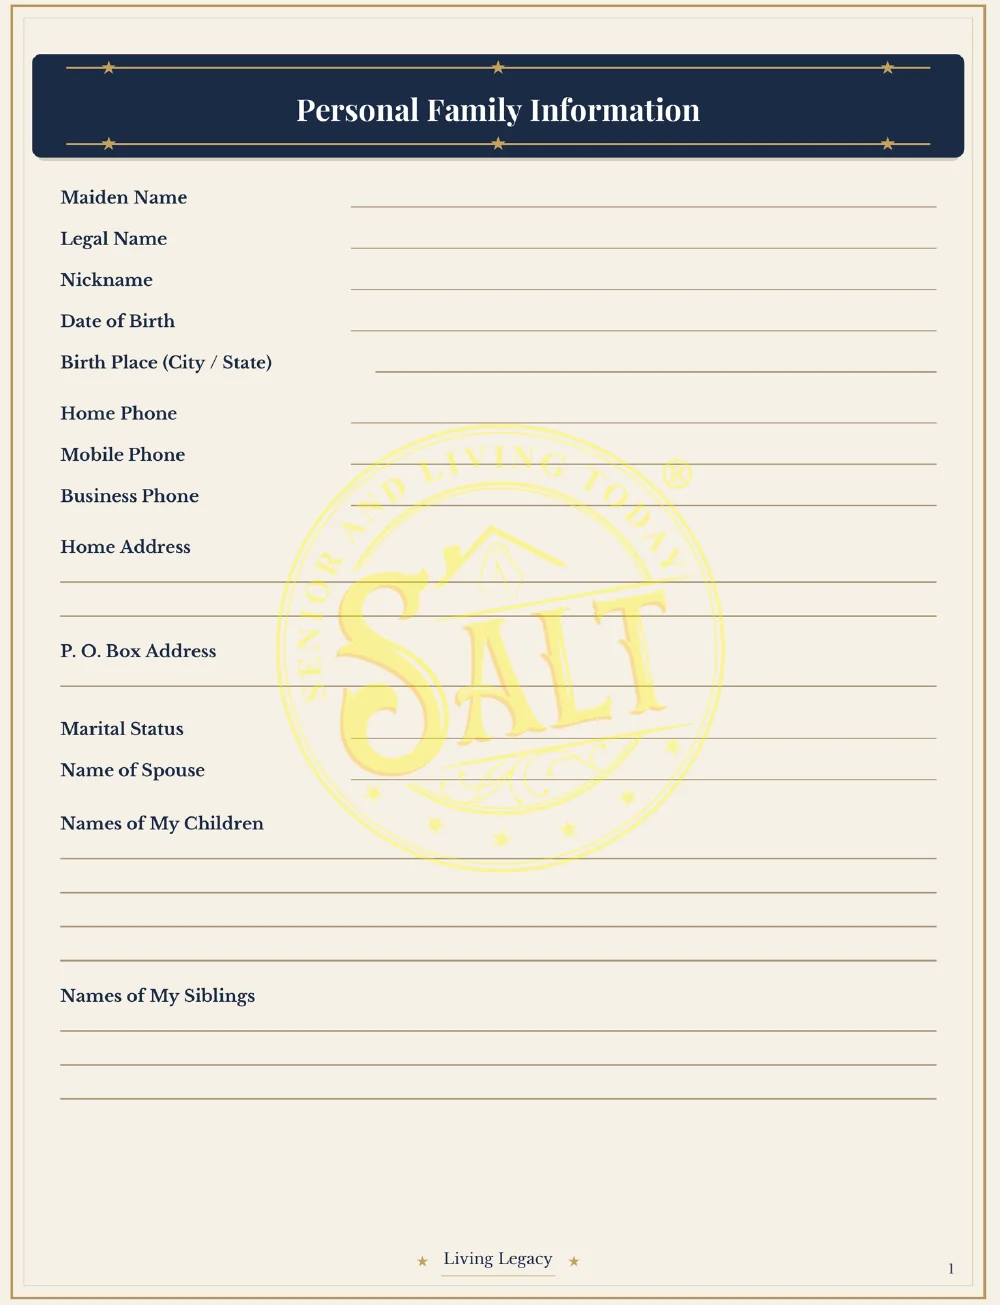 Personal Family Information
Maiden Name
Legal Name
Nickname
Date of Birth
Birth Place (City / State)
Home Phone
Mobile Phone
Business Phone
Home Address
P. O. Box Address
Marital Status
Name of Spouse
Names of My Children
Names of My Siblings
SENIOR AND LIVING TODAY ®
SALT
Living Legacy
1